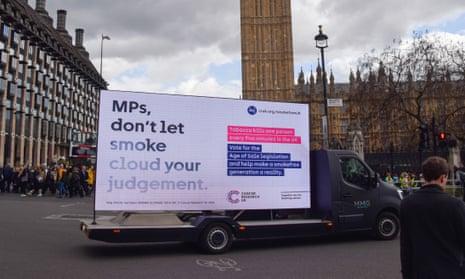 MPs,
don't let
smoke
cloud your
judgement.
Tobacco kills one person
every five minutes in the UK
Vote for the
Age of Sale legislation
and help make a smokefree
generation a reality.
CANCER
RESEARCH
UK
MMG